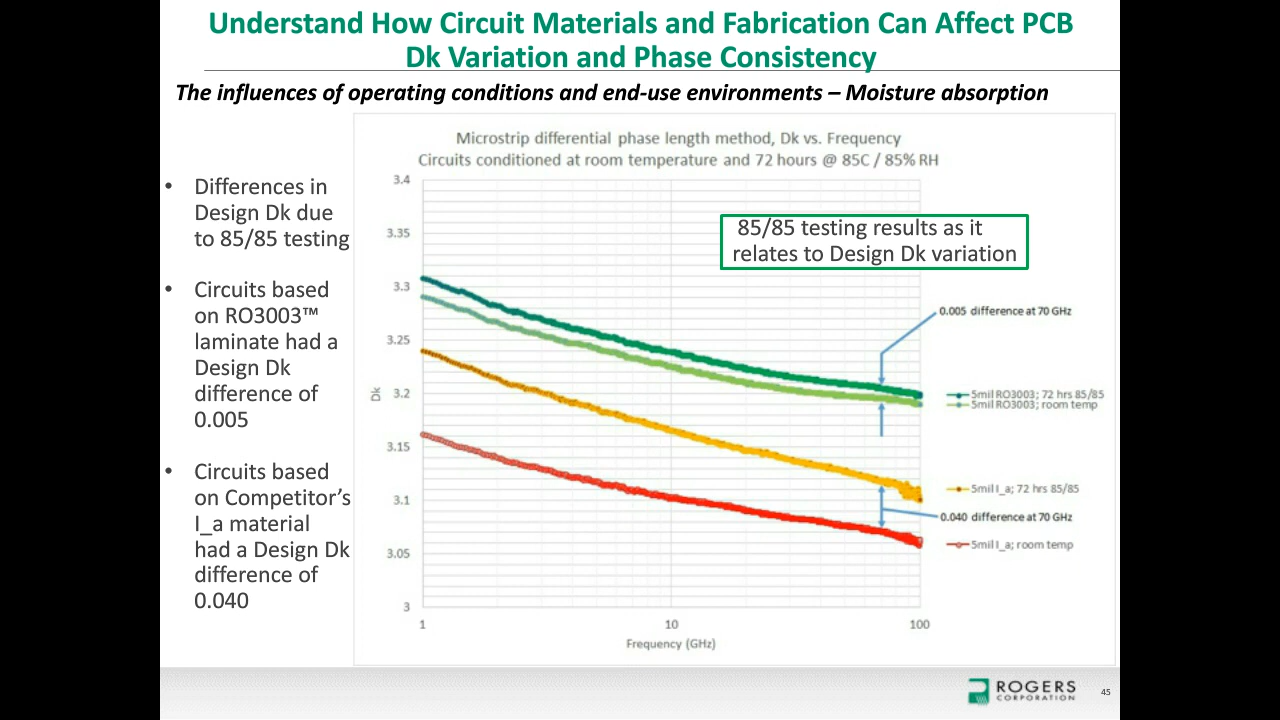 Understand How Circuit Materials and Fabrication Can Affect PCB
Dk Variation and Phase Consistency
The influences of operating conditions and end-use environments – Moisture absorption
• Differences in
Design Dk due
to 85/85 testing
• Circuits based
on RO3003™
laminate had a
Design Dk
difference of
0.005
• Circuits based
on Competitor's
I_a material
had a Design Dk
difference of
0.040
Microstrip differential phase length method, Dk vs. Frequency
Circuits conditioned at room temperature and 72 hours @ 85C / 85% RH
85/85 testing results as it
relates to Design Dk variation
3.4
3.35
3.3
3.25
3.2
3.15
3.1
3.05
3
Dk
1
10
100
Frequency (GHz)
0.005 difference at 70 GHz
5mil RO3003; 72 hrs 85/85
5mil RO3003; room temp
5mil I_a; 72 hrs 85/85
0.040 difference at 70 GHz
5mil I_a; room temp
ROGERS
CORPORATION
45